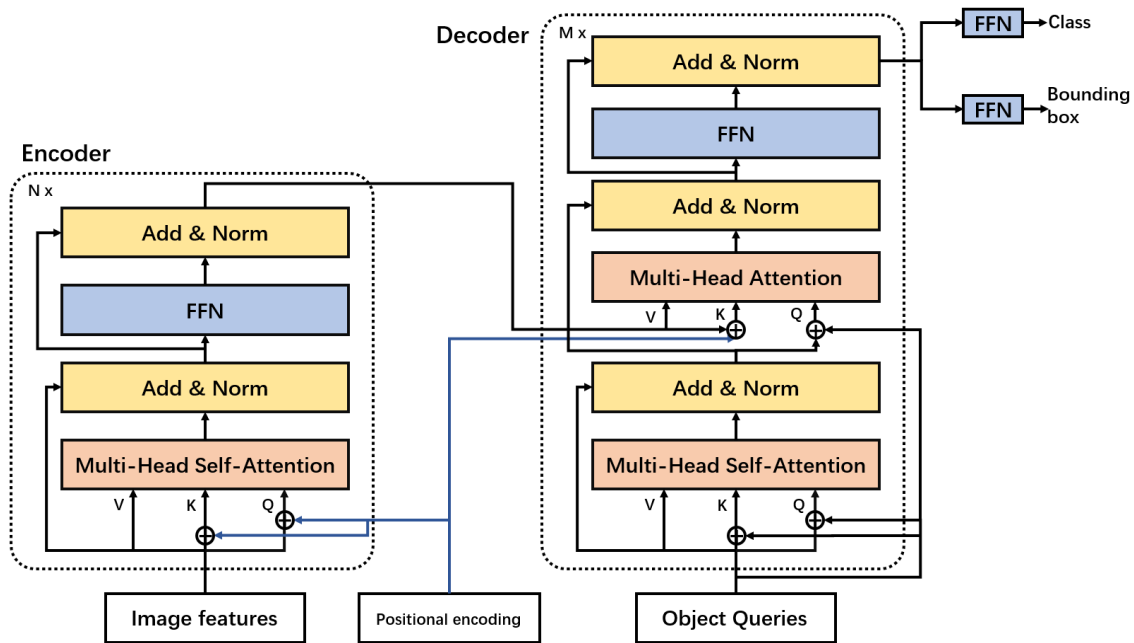 Encoder
N x
Add & Norm
FFN
Add & Norm
Multi-Head Self-Attention
V
K
Q
Image features
Positional encoding
Decoder
M x
Add & Norm
FFN
Add & Norm
Multi-Head Attention
V
K
Q
Add & Norm
Multi-Head Self-Attention
V
K
Q
Object Queries
FFN
Class
FFN
Bounding
box